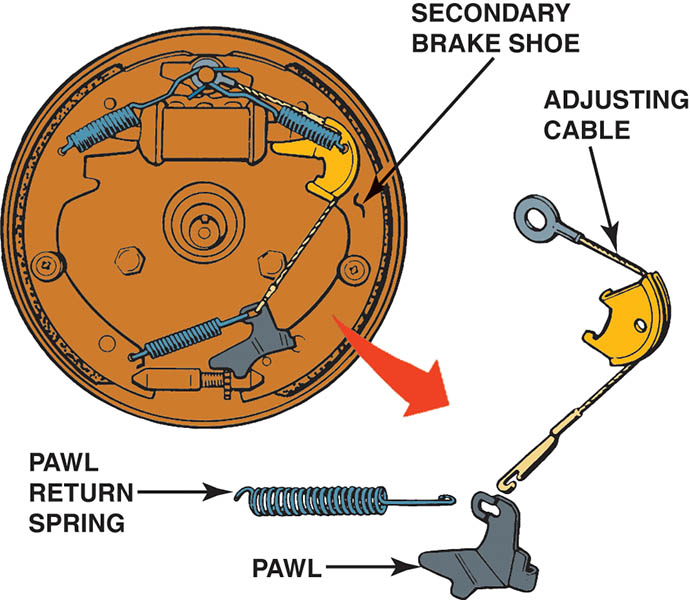 SECONDARY
BRAKE SHOE
ADJUSTING
CABLE
PAWL
RETURN
SPRING
PAWL